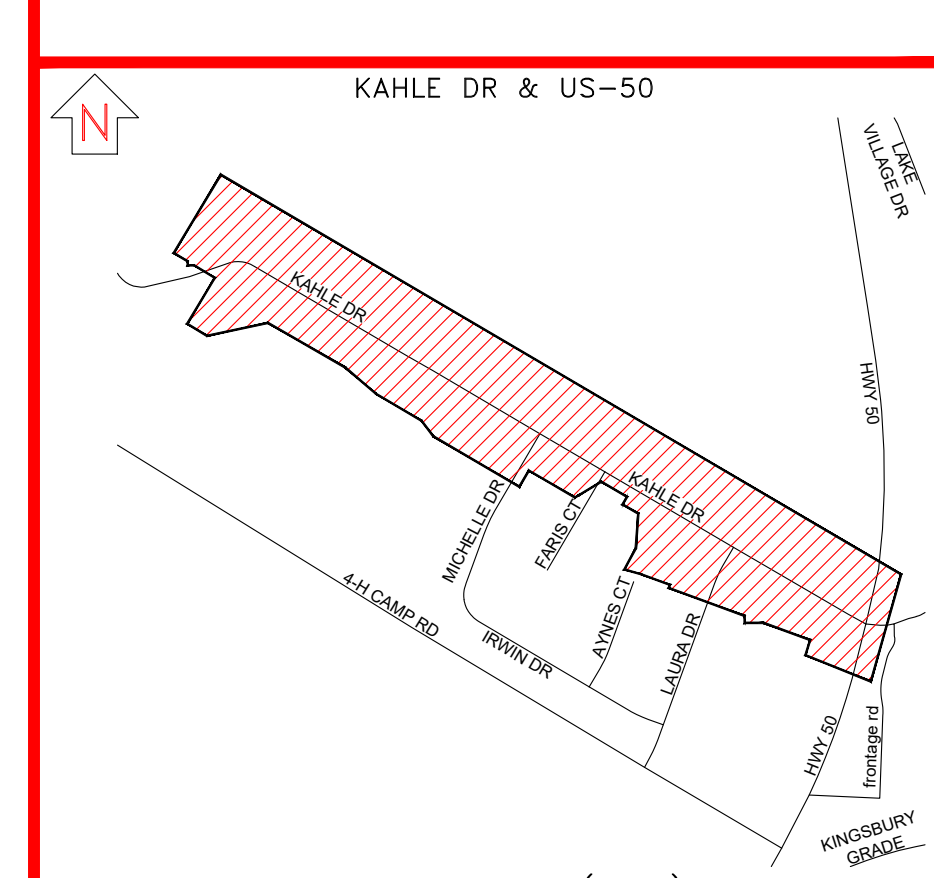 KAHLE DR & US-50
N
LAKE
VILLAGE DR
KAHLE DR
HWY 50
KAHLE DR
MICHELLE DR
FARIS CT
4-H CAMP RD
IRWIN DR
AYNES CT
LAURA DR
HWY 50
frontage rd
KINGSBURY
GRADE